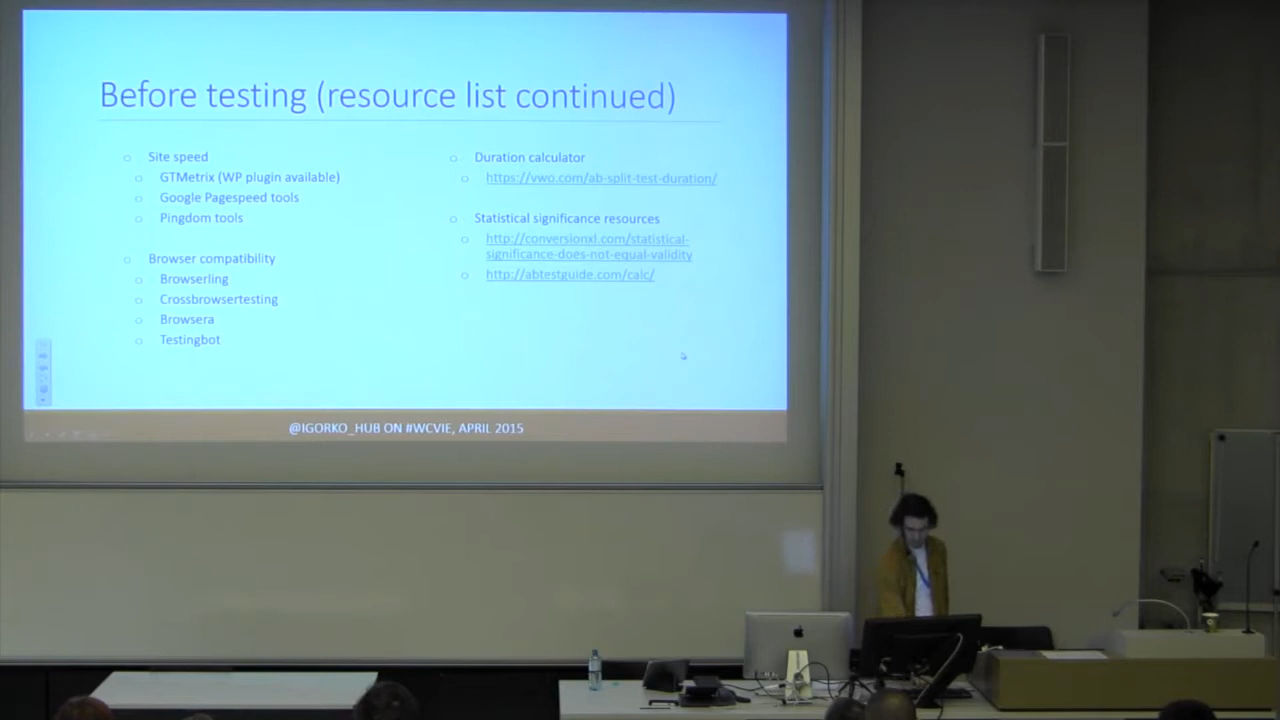 Before testing (resource list continued)
Site speed
GTMetrix (WP plugin available)
Google Pagespeed tools
Pingdom tools
Browser compatibility
Browserling
Crossbrowsertesting
Browsera
Testingbot
Duration calculator
https://vwo.com/ab-split-test-duration/
Statistical significance resources
http://conversionxl.com/statistical-
significance-does-not-equal-validity
http://abtestguide.com/calc/
@IGORKO_HUB ON #WCVIE, APRIL 2015